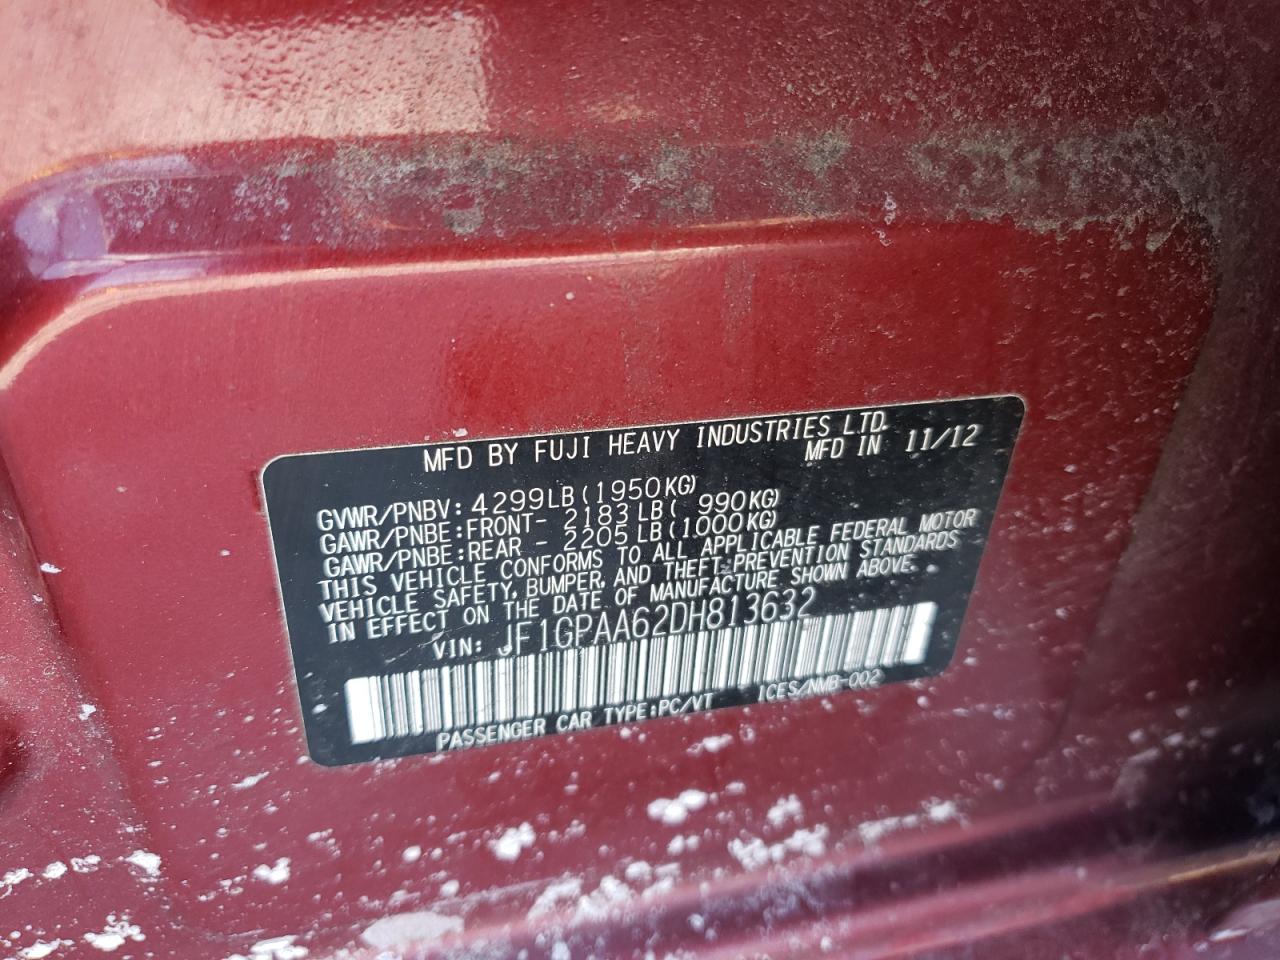 MFD BY FUJI HEAVY INDUSTRIES LTD.
MFD IN 11/12
GVWR/PNBV: 4299LB(1950KG)
GAWR/PNBE:FRONT- 2183LB( 990KG)
GAWR/PNBE:REAR - 2205LB(1000KG)
THIS VEHICLE CONFORMS TO ALL APPLICABLE FEDERAL MOTOR
VEHICLE SAFETY, BUMPER, AND THEFT-PREVENTION STANDARDS
IN EFFECT ON THE DATE OF MANUFACTURE SHOWN ABOVE.
VIN: JF1GPAA62DH813632
PASSENGER CAR TYPE:PC/VT ICES/NMB-002